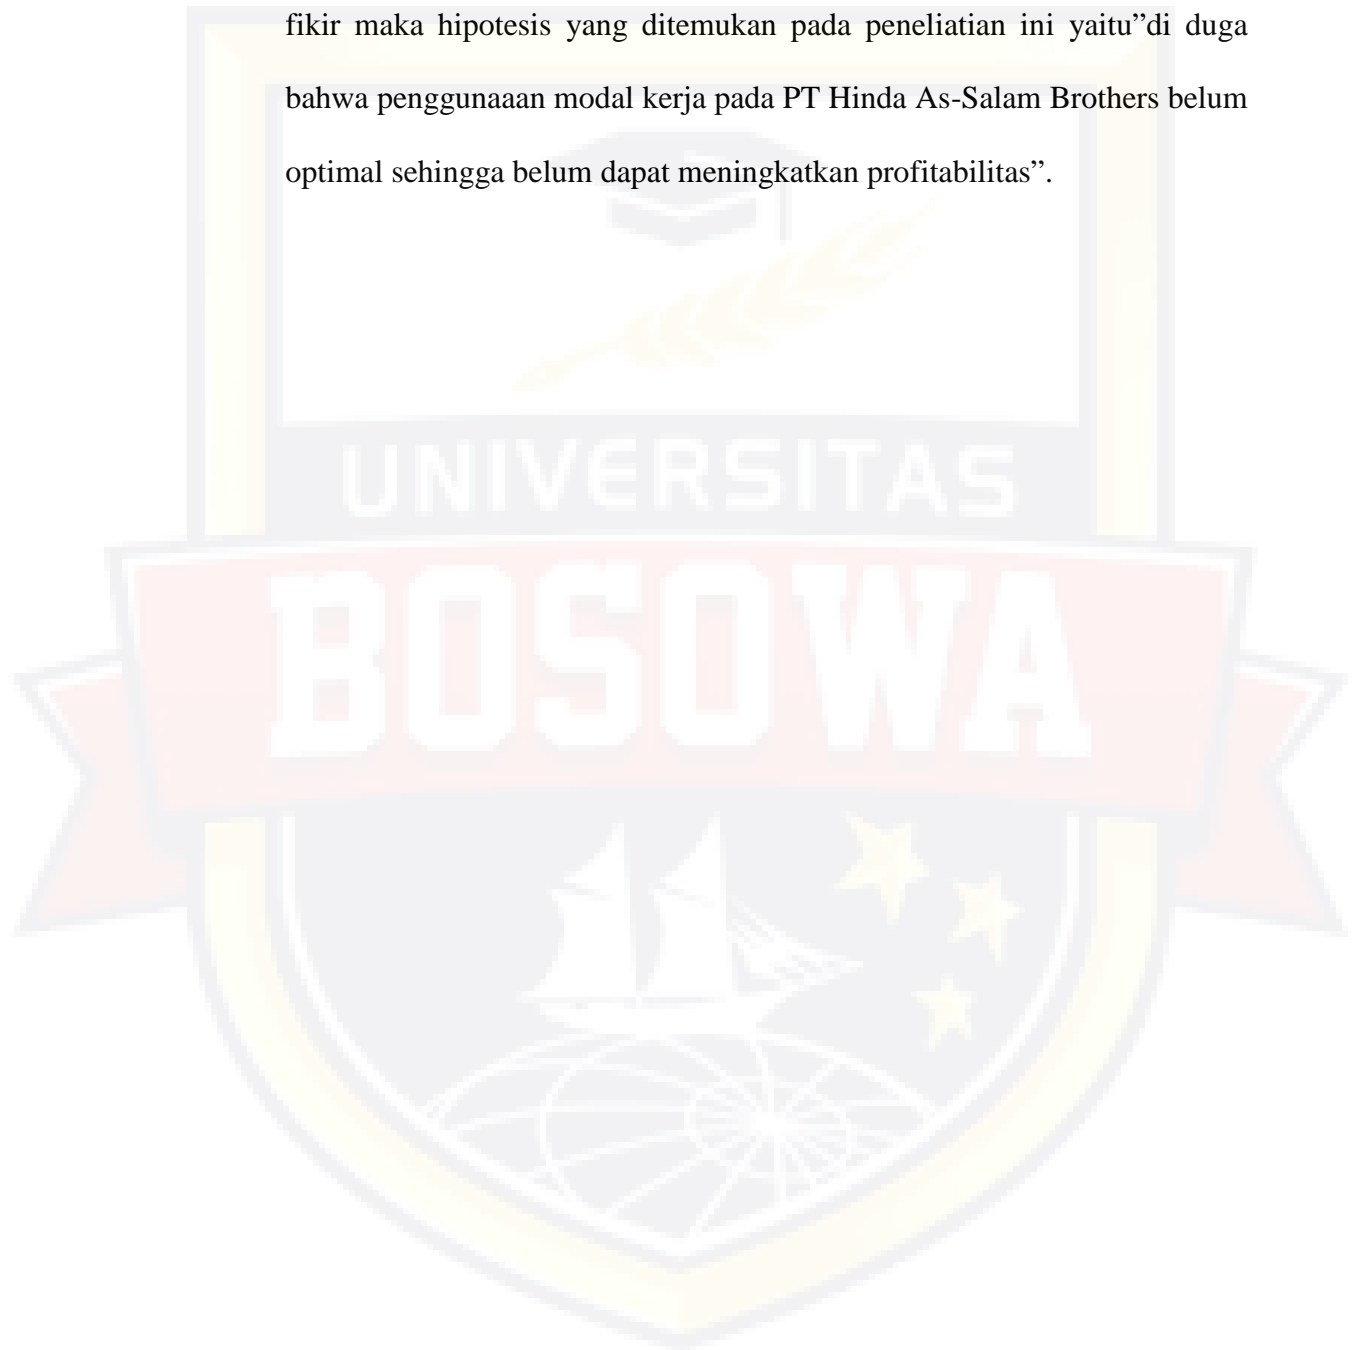 fikir maka hipotesis yang ditemukan pada peneliatian ini yaitu”di duga
bahwa penggunaaan modal kerja pada PT Hinda As-Salam Brothers belum
optimal sehingga belum dapat meningkatkan profitabilitas”.
UNIVERSITAS
BOSOWA